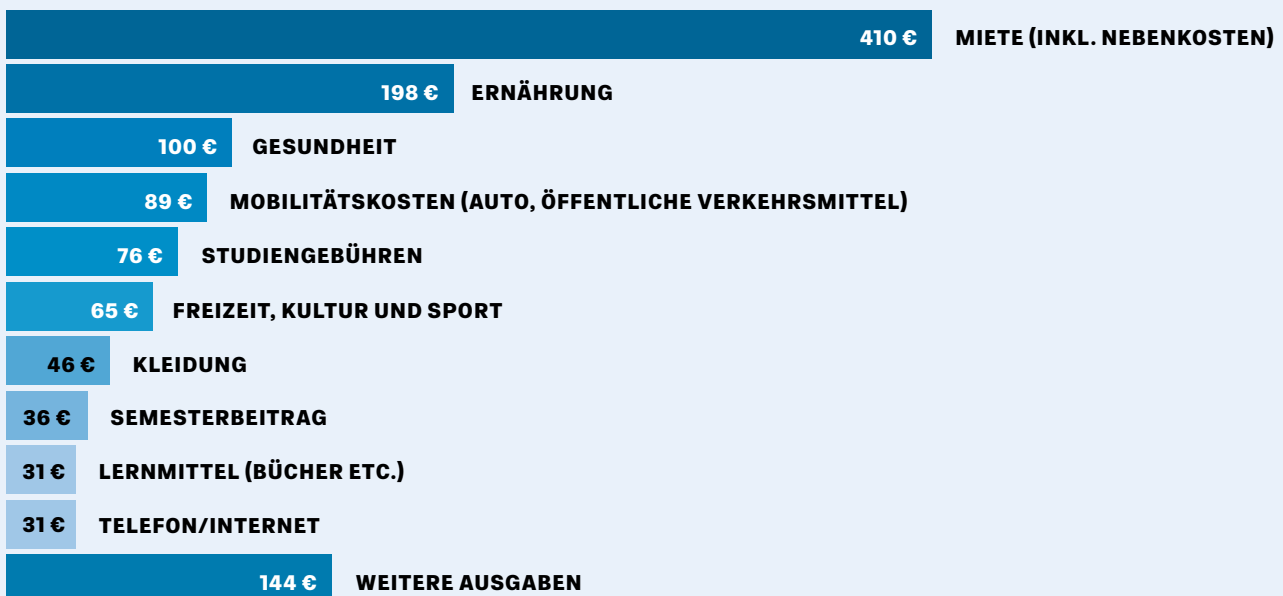 410 € MIETE (INKL. NEBENKOSTEN)
198 € ERNÄHRUNG
100 € GESUNDHEIT
89 € MOBILITÄTSKOSTEN (AUTO, ÖFFENTLICHE VERKEHRSMITTEL)
76 € STUDIENGEBÜHREN
65 € FREIZEIT, KULTUR UND SPORT
46 € KLEIDUNG
36 € SEMESTERBEITRAG
31 € LERNMITTEL (BÜCHER ETC.)
31 € TELEFON/INTERNET
144 € WEITERE AUSGABEN